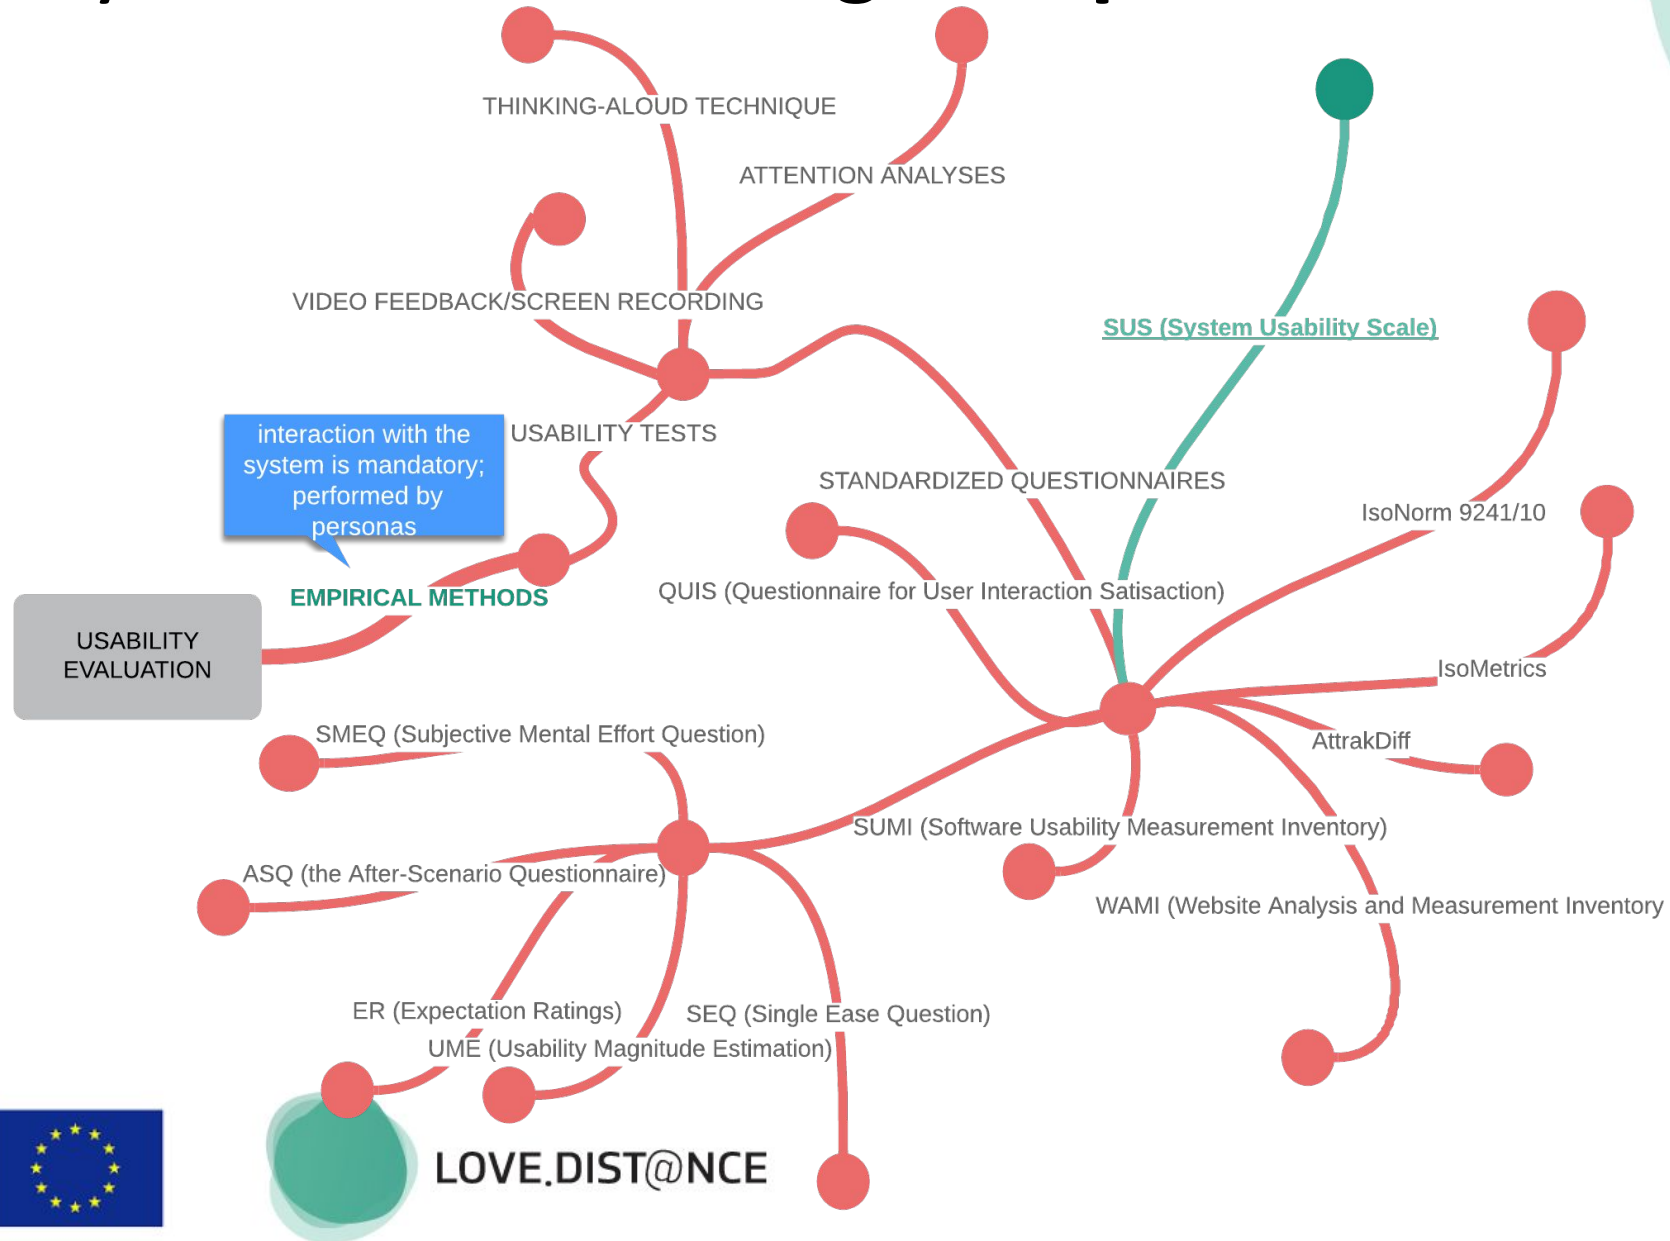 THINKING-ALOUD TECHNIQUE
ATTENTION ANALYSES
VIDEO FEEDBACK/SCREEN RECORDING
SUS (System Usability Scale)
interaction with the
system is mandatory;
performed by
personas
USABILITY TESTS
STANDARDIZED QUESTIONNAIRES
IsoNorm 9241/10
QUIS (Questionnaire for User Interaction Satisaction)
EMPIRICAL METHODS
USABILITY
EVALUATION
IsoMetrics
SMEQ (Subjective Mental Effort Question)
AttrakDiff
SUMI (Software Usability Measurement Inventory)
ASQ (the After-Scenario Questionnaire)
WAMI (Website Analysis and Measurement Inventory
ER (Expectation Ratings)
SEQ (Single Ease Question)
UME (Usability Magnitude Estimation)
LOVE.DIST@NCE